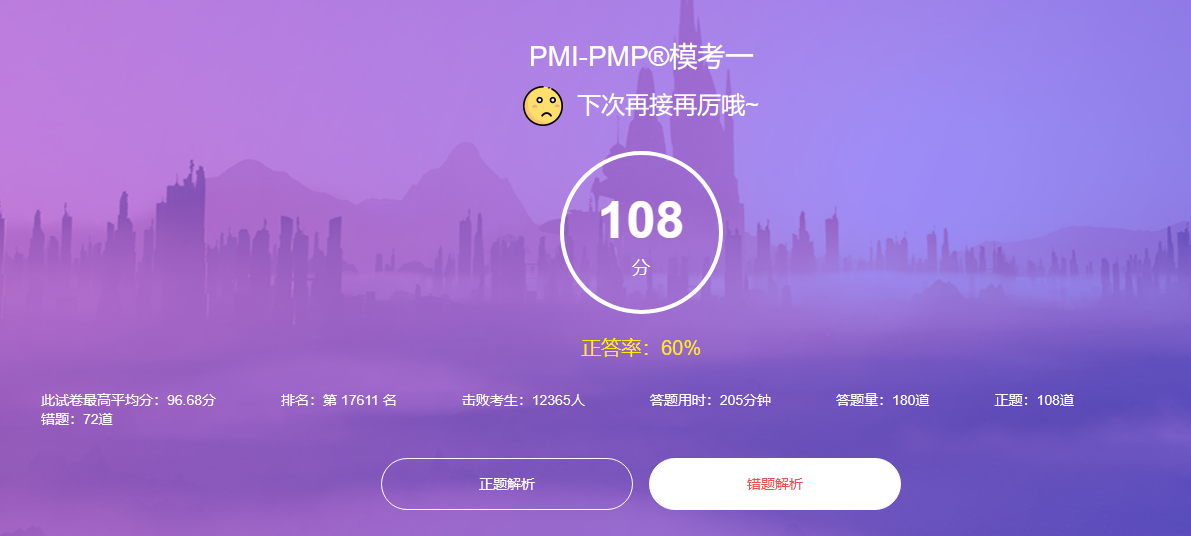 PMI-PMP®模考一
下次再接再厉哦~
108
分
正答率：60%
此试卷最高平均分：96.68分 排名：第 17611 名 击败考生：12365人 答题用时：205分钟 答题量：180道 正题：108道
错题：72道
正题解析 错题解析